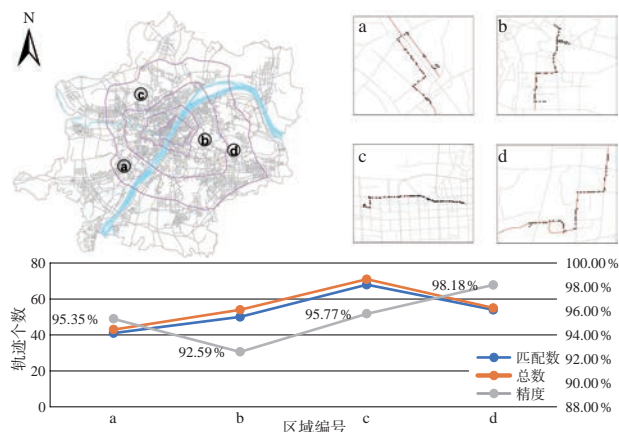 N
c
b
d
a
a
b
c
d
80
60
40
20
0
轨迹个数
100.00%
98.00%
96.00%
94.00%
92.00%
90.00%
88.00%
95.35%
92.59%
95.77%
98.18%
匹配数
总数
精度
a b c d
区域编号